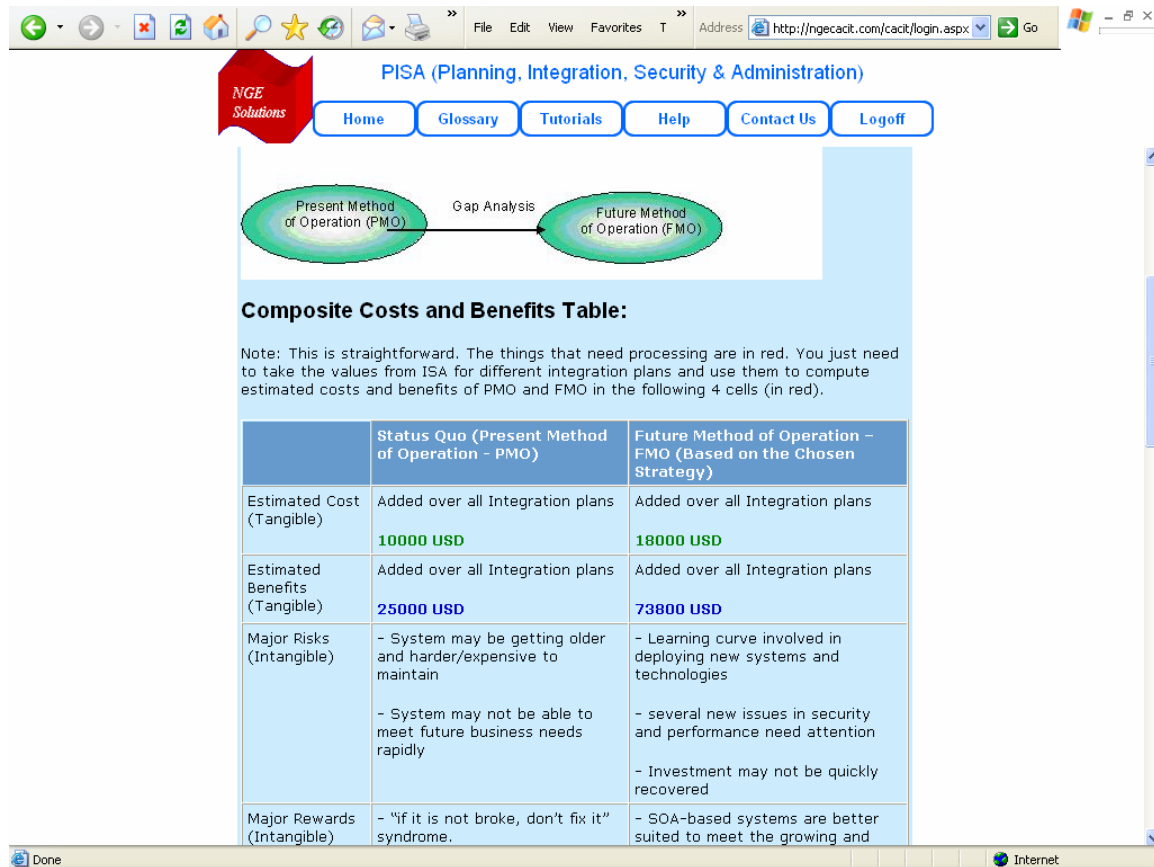 » File Edit View Favorites T » Address http://ngecacit.com/cacit/login.aspx Go
PISA (Planning, Integration, Security & Administration)
NGE
Solutions
Home Glossary Tutorials Help Contact Us Logoff
Present Method
of Operation (PMO)
Gap Analysis
Future Method
of Operation (FMO)
Composite Costs and Benefits Table:
Note: This is straightforward. The things that need processing are in red. You just need
to take the values from ISA for different integration plans and use them to compute
estimated costs and benefits of PMO and FMO in the following 4 cells (in red).
Status Quo (Present Method
of Operation - PMO)
Future Method of Operation –
FMO (Based on the Chosen
Strategy)
Estimated Cost
(Tangible)
Added over all Integration plans
10000 USD
Added over all Integration plans
18000 USD
Estimated
Benefits
(Tangible)
Added over all Integration plans
25000 USD
Added over all Integration plans
73800 USD
Major Risks
(Intangible)
- System may be getting older
and harder/expensive to
maintain
- System may not be able to
meet future business needs
rapidly
- Learning curve involved in
deploying new systems and
technologies
- several new issues in security
and performance need attention
- Investment may not be quickly
recovered
Major Rewards
(Intangible)
- “if it is not broke, don’t fix it”
syndrome.
- SOA-based systems are better
suited to meet the growing and
Done Internet